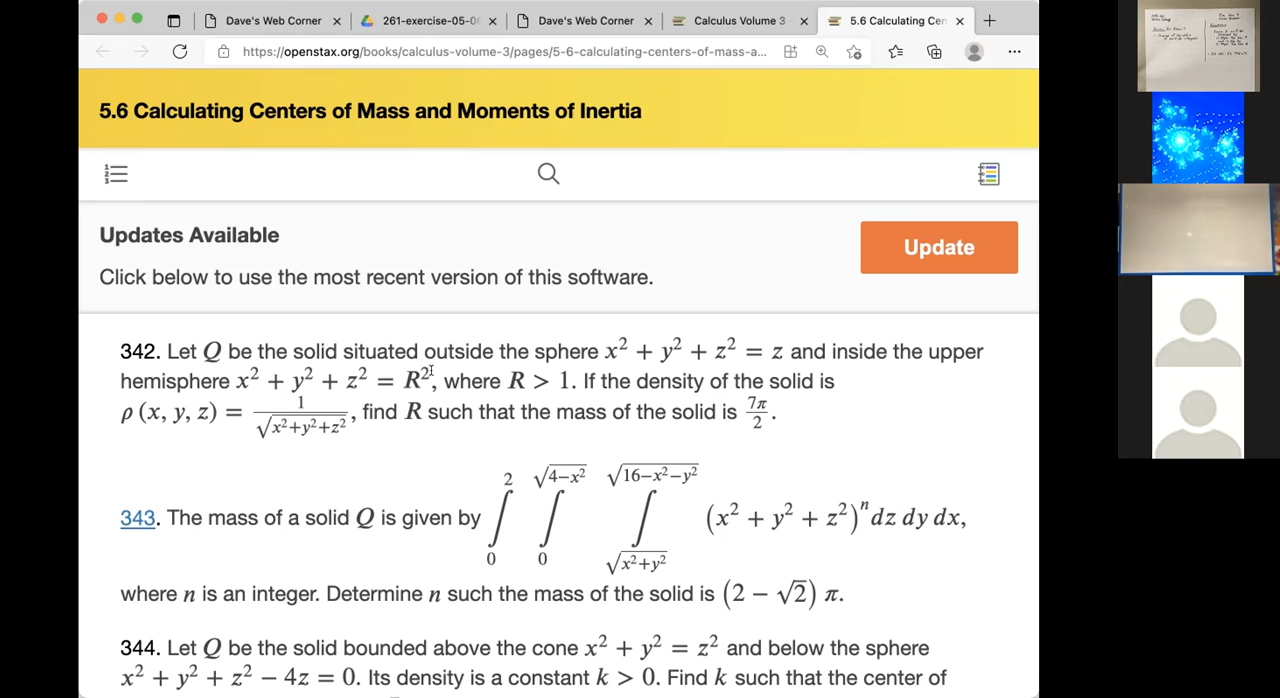 Dave's Web Corner
261-exercise-05-0
Dave's Web Corner
Calculus Volume 3
5.6 Calculating Cen
https://openstax.org/books/calculus-volume-3/pages/5-6-calculating-centers-of-mass-a...
5.6 Calculating Centers of Mass and Moments of Inertia
Updates Available
Update
Click below to use the most recent version of this software.
342. Let Q be the solid situated outside the sphere x² + y² + z² = z and inside the upper
hemisphere x² + y² + z² = R², where R > 1. If the density of the solid is
ρ (x, y, z) = 1/√(x²+y²+z²), find R such that the mass of the solid is 7π/2.
343. The mass of a solid Q is given by ∫₀² ∫₀^√(4−x²) ∫_√(x²+y²)^√(16−x²−y²) (x² + y² + z²)ⁿ dz dy dx,
where n is an integer. Determine n such the mass of the solid is (2 − √2) π.
344. Let Q be the solid bounded above the cone x² + y² = z² and below the sphere
x² + y² + z² − 4z = 0. Its density is a constant k > 0. Find k such that the center of